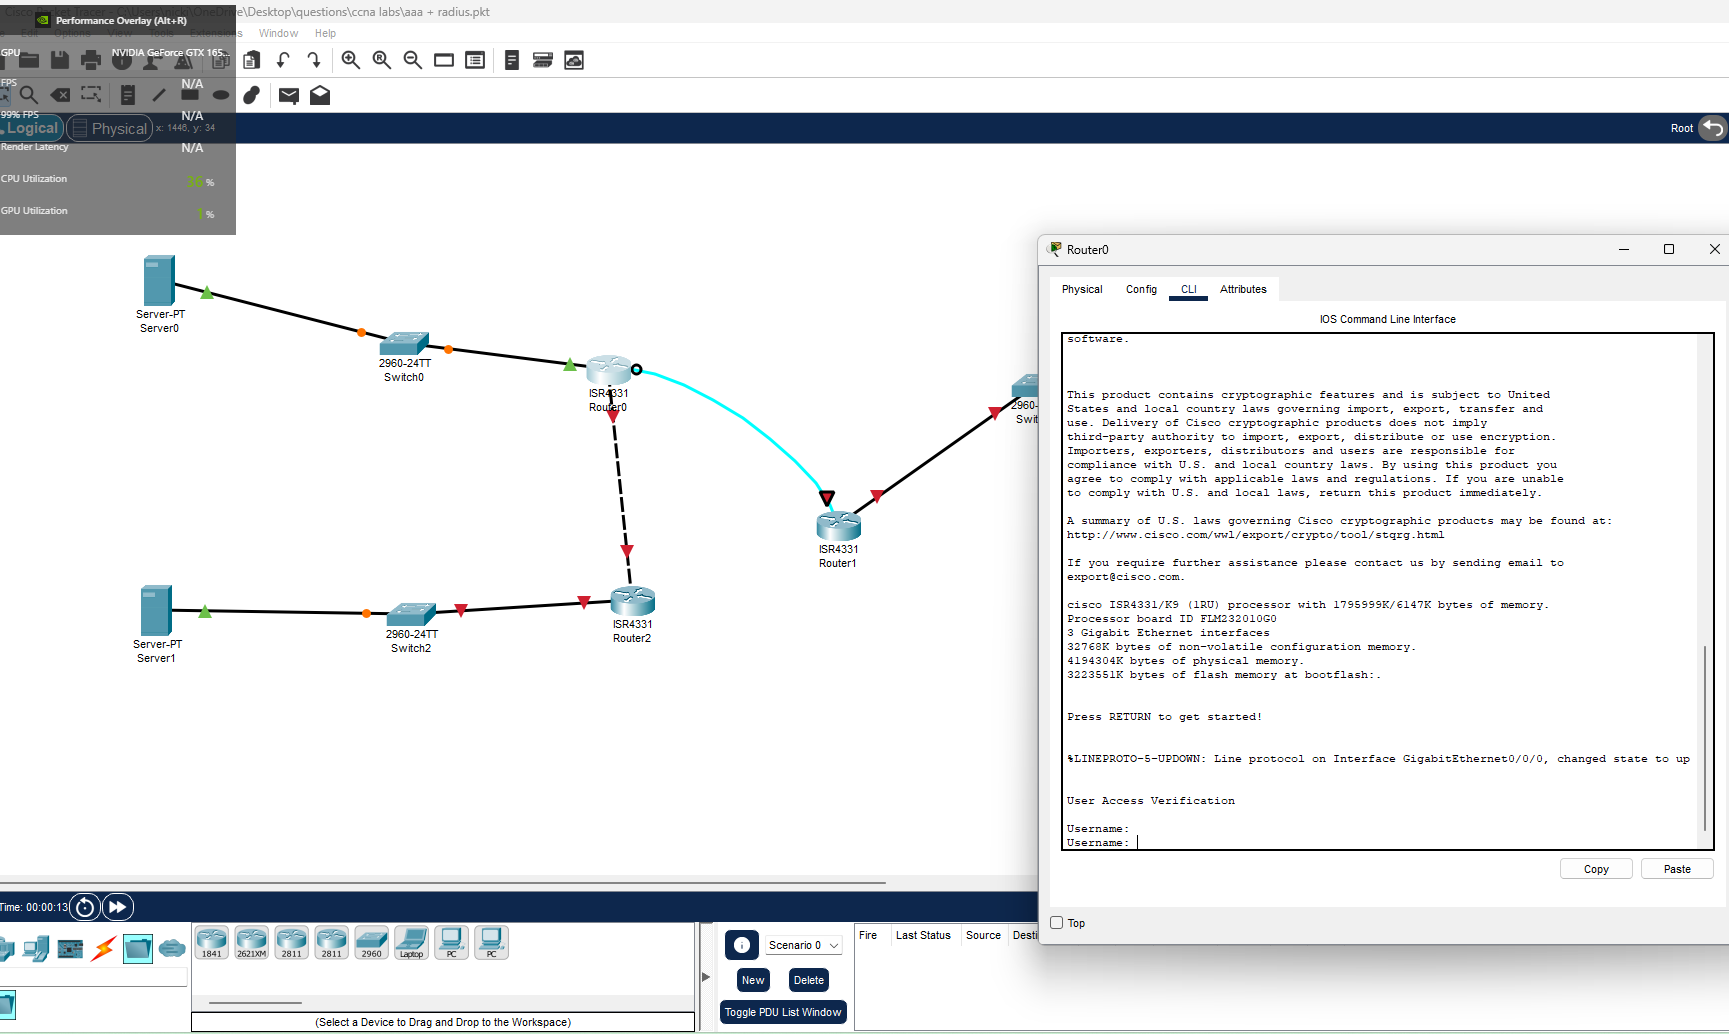 Cisco Packet Tracer - C:\Users\nicki\OneDrive\Desktop\questions\ccna labs\aaa + radius.pkt
Performance Overlay (Alt+R)
Edit Options View Tools Extensions Window Help
GPU NVIDIA GeForce GTX 165...
FPS N/A
99% FPS N/A
Logical Physical x: 1446, y: 34
Root
Render Latency N/A
CPU Utilization 36 %
GPU Utilization 1 %
Server-PT
Server0
2960-24TT
Switch0
ISR4331
Router0
2960-
Swit
ISR4331
Router1
Server-PT
Server1
2960-24TT
Switch2
ISR4331
Router2
Router0
Physical Config CLI Attributes
IOS Command Line Interface
software.
This product contains cryptographic features and is subject to United
States and local country laws governing import, export, transfer and
use. Delivery of Cisco cryptographic products does not imply
third-party authority to import, export, distribute or use encryption.
Importers, exporters, distributors and users are responsible for
compliance with U.S. and local country laws. By using this product you
agree to comply with applicable laws and regulations. If you are unable
to comply with U.S. and local laws, return this product immediately.
A summary of U.S. laws governing Cisco cryptographic products may be found at:
http://www.cisco.com/wwl/export/crypto/tool/stqrg.html
If you require further assistance please contact us by sending email to
export@cisco.com.
cisco ISR4331/K9 (1RU) processor with 1795999K/6147K bytes of memory.
Processor board ID FLM232010G0
3 Gigabit Ethernet interfaces
32768K bytes of non-volatile configuration memory.
4194304K bytes of physical memory.
3223551K bytes of flash memory at bootflash:.
Press RETURN to get started!
%LINEPROTO-5-UPDOWN: Line protocol on Interface GigabitEthernet0/0/0, changed state to up
User Access Verification
Username:
Username:
Copy Paste
Top
Time: 00:00:13
1841 2621XM 2811 2811 2960 Laptop PC PC
(Select a Device to Drag and Drop to the Workspace)
Scenario 0
New Delete
Toggle PDU List Window
Fire Last Status Source Desti